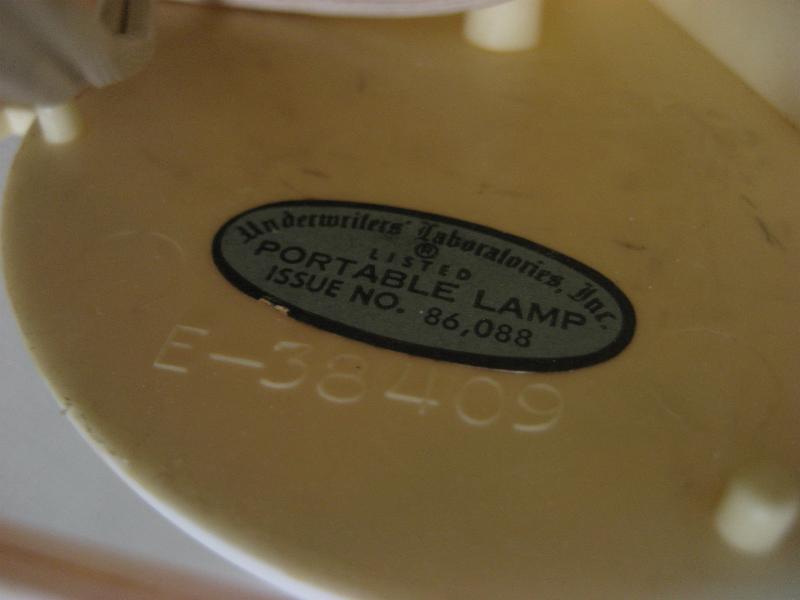 Underwriters' Laboratories, Inc.
®
LISTED
PORTABLE LAMP
ISSUE NO. 86,088
E-38409